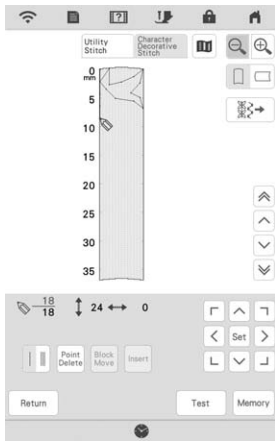 ?
Utility
Stitch
Character
Decorative
Stitch
0
mm
5
10
15
20
25
30
35
18
18
24
0
Set
Point
Delete
Block
Move
Insert
Return
Test
Memory